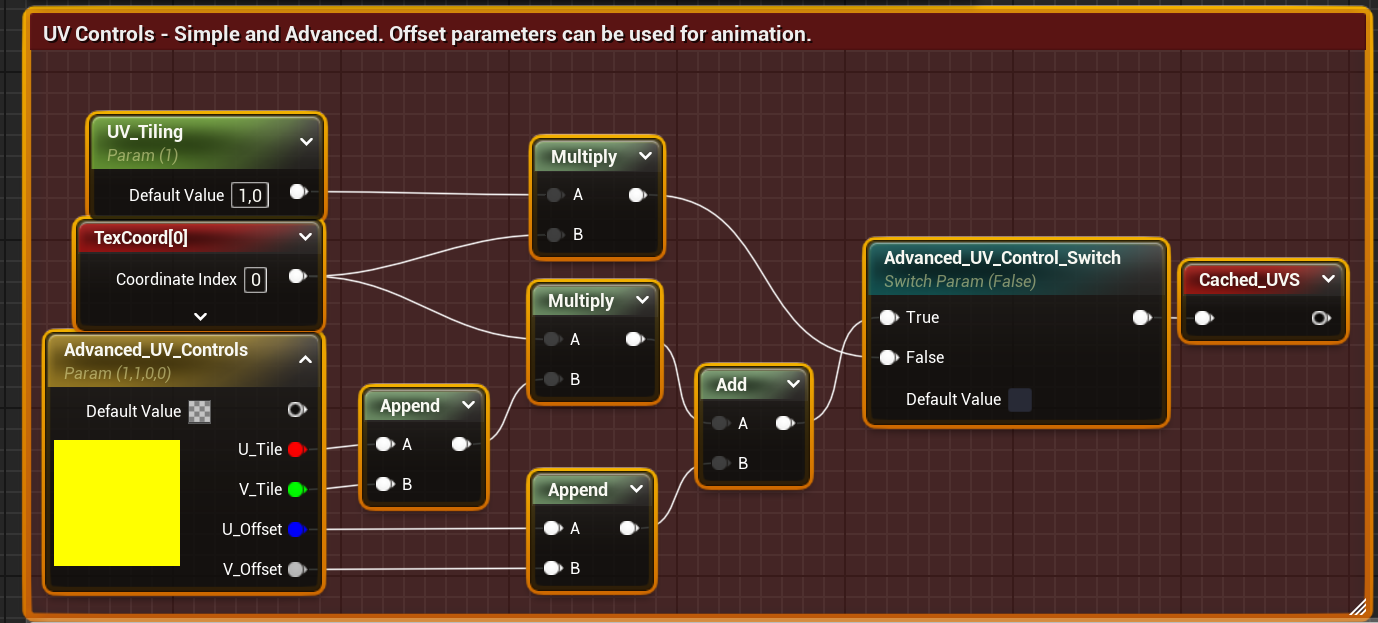 UV Controls - Simple and Advanced. Offset parameters can be used for animation.
UV_Tiling
Param (1)
Default Value 1,0
TexCoord[0]
Coordinate Index 0
Advanced_UV_Controls
Param (1,1,0,0)
Default Value
U_Tile
V_Tile
U_Offset
V_Offset
Append
A
B
Multiply
A
B
Multiply
A
B
Append
A
B
Add
A
B
Advanced_UV_Control_Switch
Switch Param (False)
True
False
Default Value
Cached_UVS